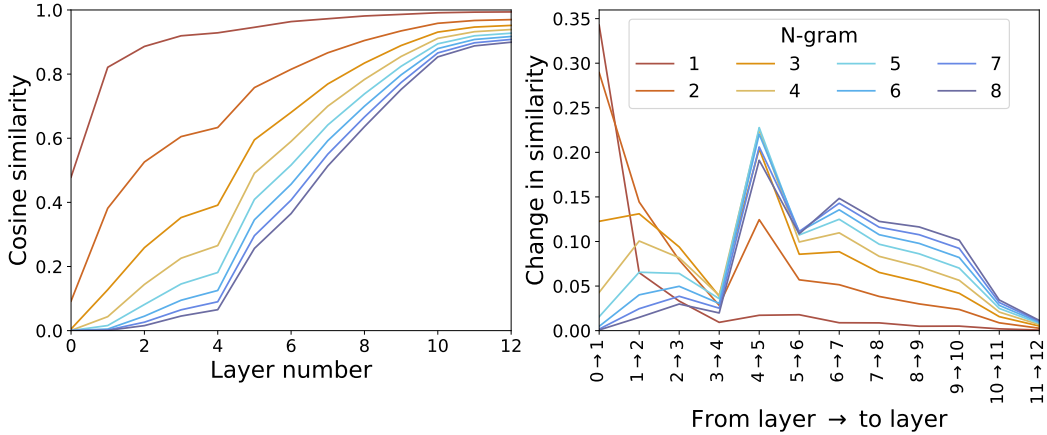 Cosine similarity
1.0
0.8
0.6
0.4
0.2
0.0
0 2 4 6 8 10 12
Layer number
Change in similarity
0.35
0.30
0.25
0.20
0.15
0.10
0.05
0.00
N-gram
1 3 5 7
2 4 6 8
0→1 1→2 2→3 3→4 4→5 5→6 6→7 7→8 8→9 9→10 10→11 11→12
From layer → to layer